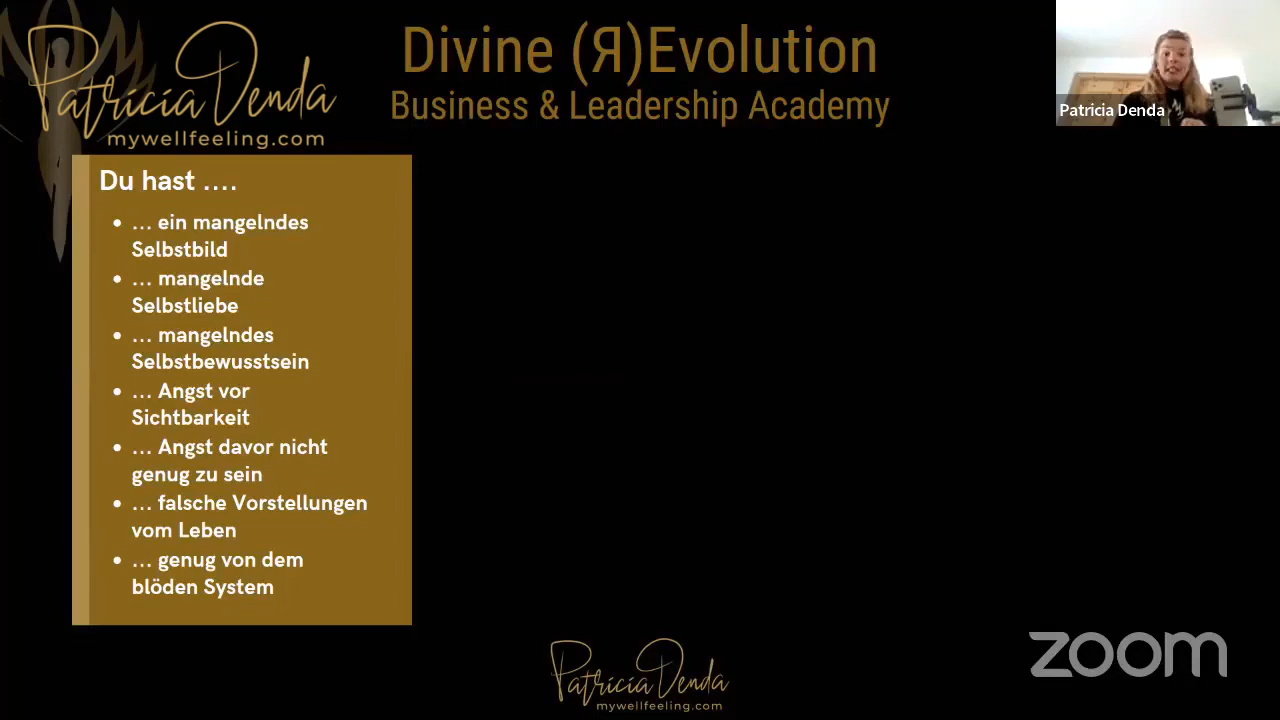 Patricia Denda
mywellfeeling.com
Divine (Я)Evolution
Business & Leadership Academy
Patricia Denda
Du hast ....
• ... ein mangelndes
Selbstbild
• ... mangelnde
Selbstliebe
• ... mangelndes
Selbstbewusstsein
• ... Angst vor
Sichtbarkeit
• ... Angst davor nicht
genug zu sein
• ... falsche Vorstellungen
vom Leben
• ... genug von dem
blöden System
Patricia Denda
mywellfeeling.com
zoom